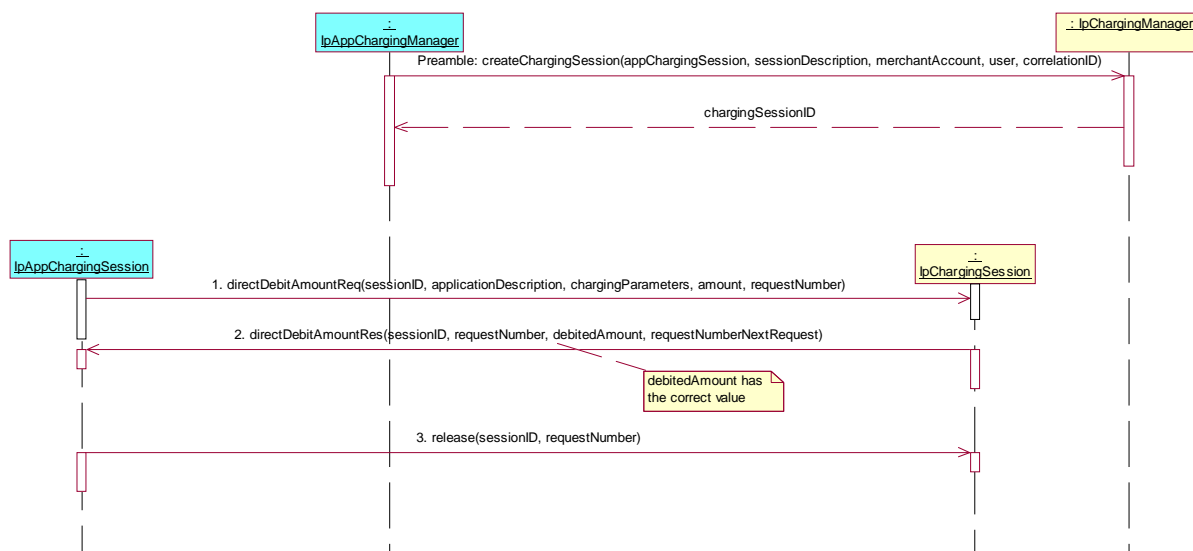 :
IpAppChargingManager
: IpChargingManager
Preamble: createChargingSession(appChargingSession, sessionDescription, merchantAccount, user, correlationID)
chargingSessionID
:
IpAppChargingSession
:
IpChargingSession
1. directDebitAmountReq(sessionID, applicationDescription, chargingParameters, amount, requestNumber)
2. directDebitAmountRes(sessionID, requestNumber, debitedAmount, requestNumberNextRequest)
debitedAmount has
the correct value
3. release(sessionID, requestNumber)